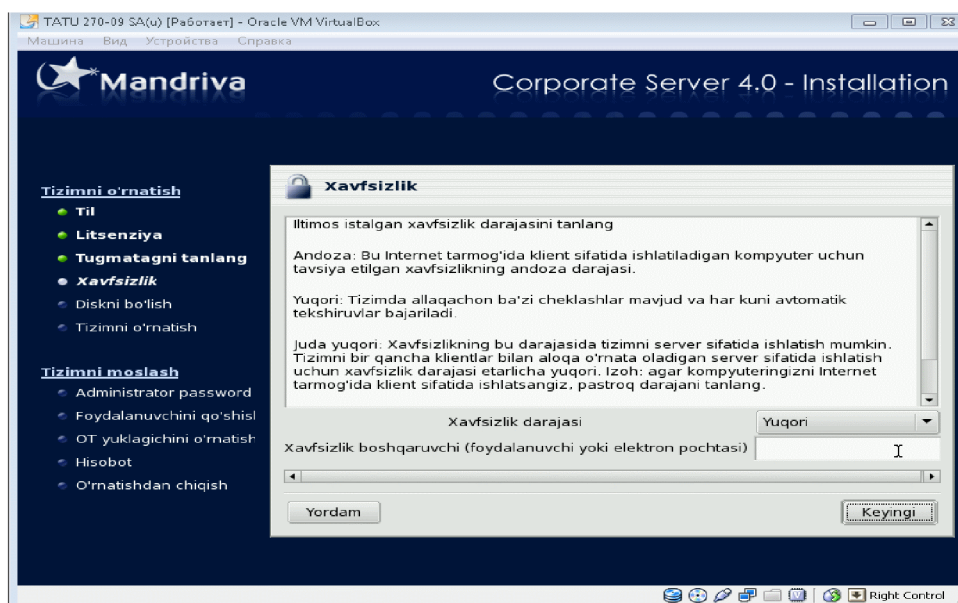 TATU 270-09 SA(u) [Работает] - Oracle VM VirtualBox
Машина Вид Устройства Справка
Mandriva
Corporate Server 4.0 - Installation
Tizimni o'rnatish
Til
Litsenziya
Tugmatagni tanlang
Xavfsizlik
Diskni bo'lish
Tizimni o'rnatish
Tizimni moslash
Administrator password
Foydalanuvchini qo'shisl
OT yuklagichini o'rnatish
Hisobot
O'rnatishdan chiqish
Xavfsizlik
Iltimos istalgan xavfsizlik darajasini tanlang
Andoza: Bu Internet tarmog'ida klient sifatida ishlatiladigan kompyuter uchun
tavsiya etilgan xavfsizlikning andoza darajasi.
Yuqori: Tizimda allaqachon ba'zi cheklashlar mavjud va har kuni avtomatik
tekshiruvlar bajariladi.
Juda yuqori: Xavfsizlikning bu darajasida tizimni server sifatida ishlatish mumkin.
Tizimni bir qancha klientlar bilan aloqa o'rnata oladigan server sifatida ishlatish
uchun xavfsizlik darajasi etarlicha yuqori. Izoh: agar kompyuteringizni Internet
tarmog'ida klient sifatida ishlatsangiz, pastroq darajani tanlang.
Xavfsizlik darajasi
Yuqori
Xavfsizlik boshqaruvchi (foydalanuvchi yoki elektron pochtasi)
Yordam
Keyingi
Right Control